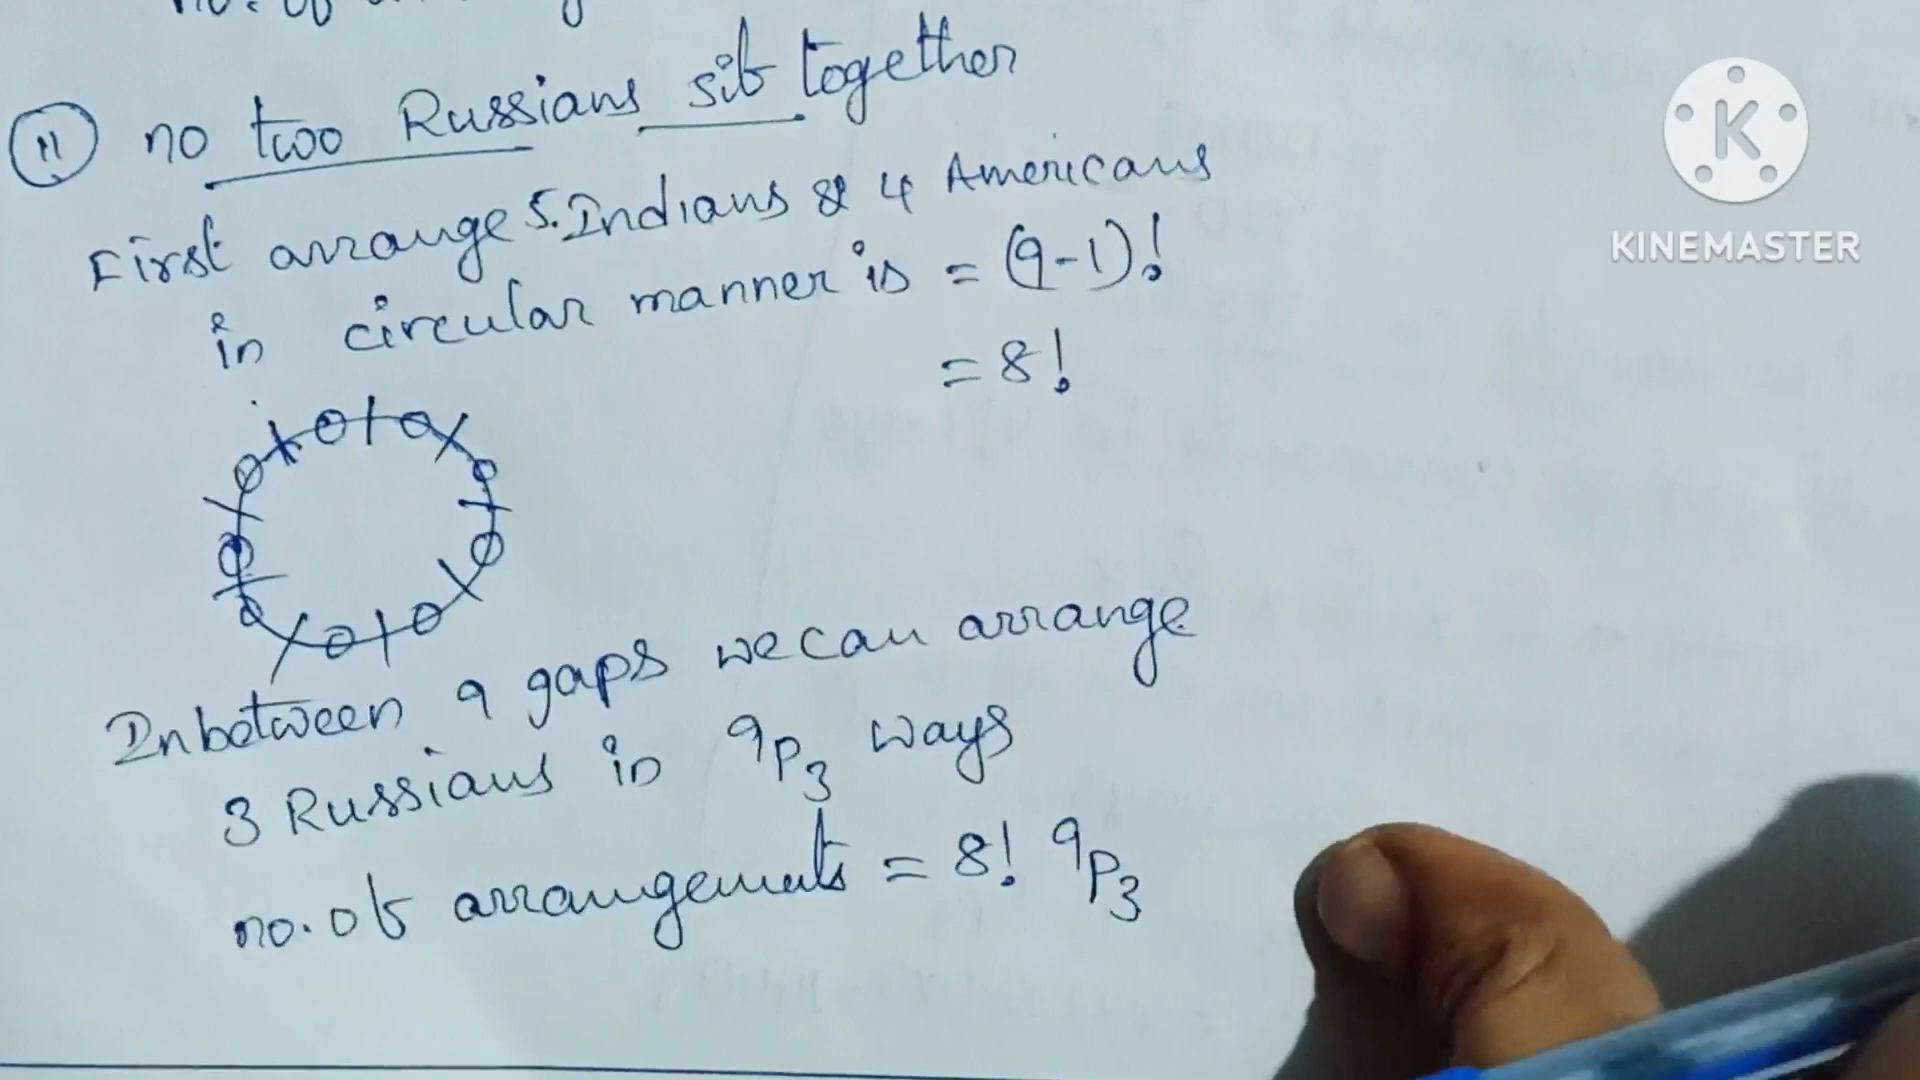 (ii) no two Russians sit together
First arrange 5 Indians & 4 Americans
in circular manner is = (9-1)!
= 8!
Inbetween 9 gaps we can arrange
3 Russians in 9P3 ways
no. of arrangements = 8! 9P3
K
KINEMASTER